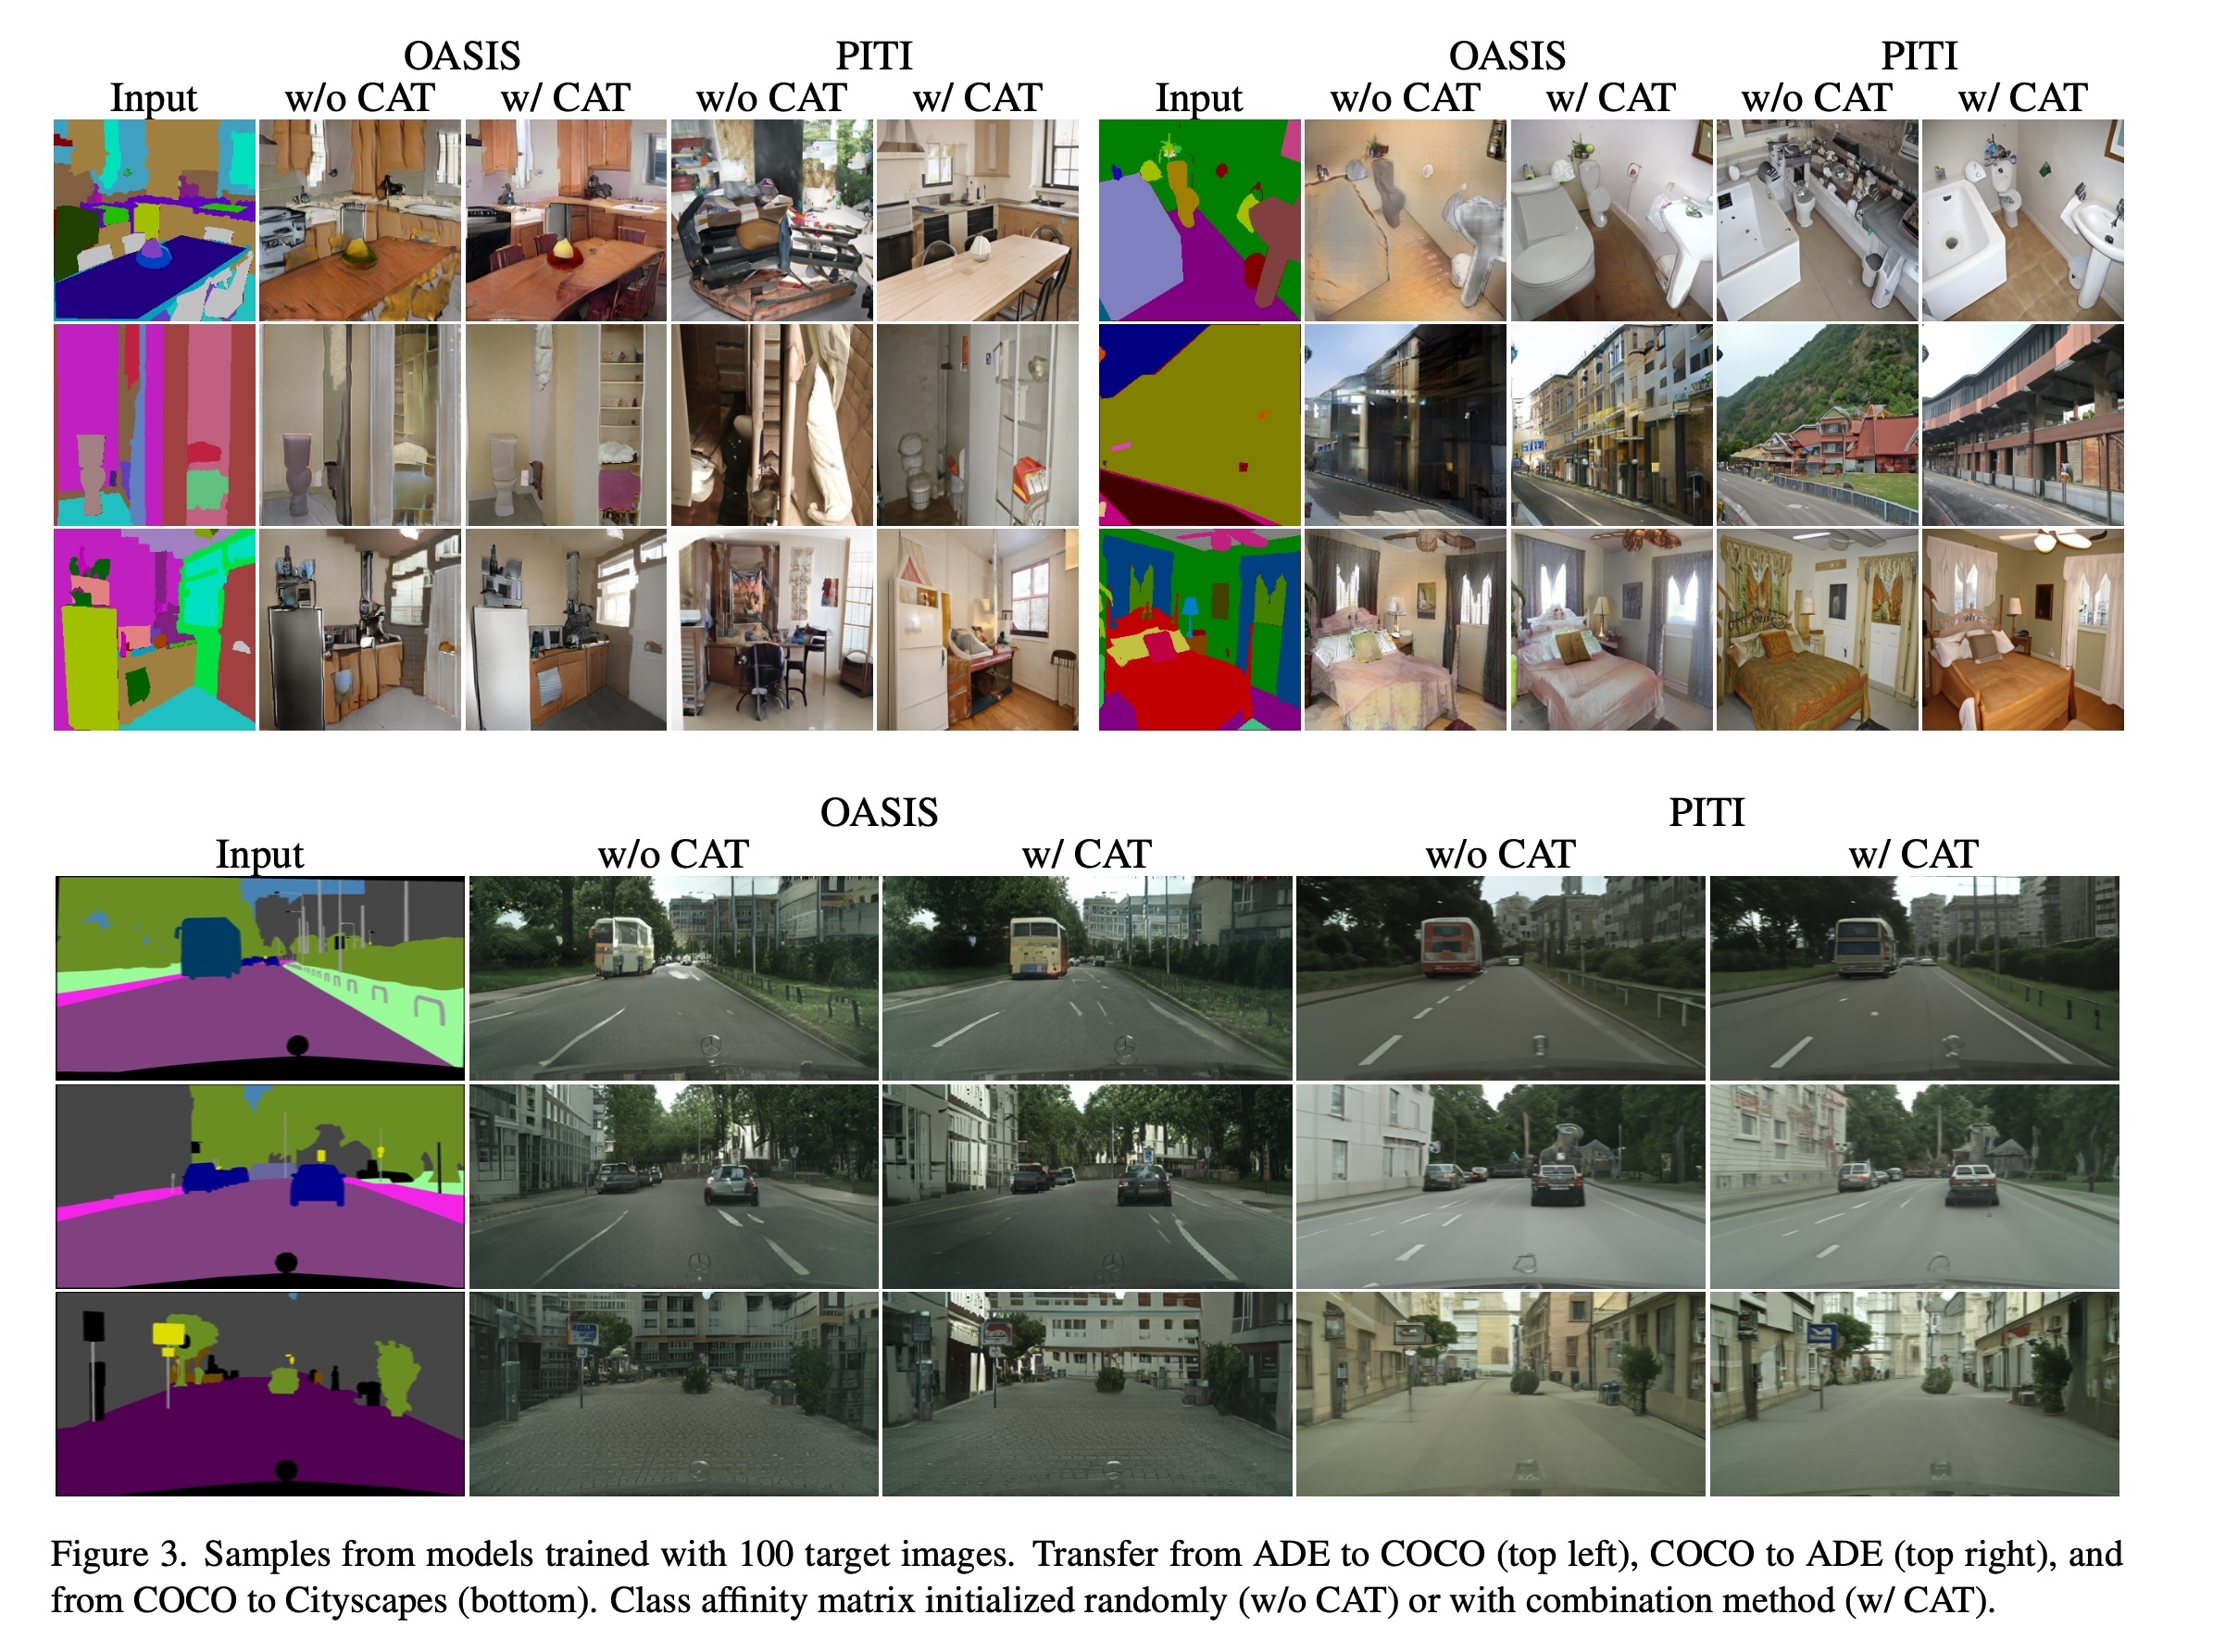 OASIS PITI OASIS PITI
Input w/o CAT w/ CAT w/o CAT w/ CAT Input w/o CAT w/ CAT w/o CAT w/ CAT
OASIS PITI
Input w/o CAT w/ CAT w/o CAT w/ CAT
Figure 3. Samples from models trained with 100 target images. Transfer from ADE to COCO (top left), COCO to ADE (top right), and
from COCO to Cityscapes (bottom). Class affinity matrix initialized randomly (w/o CAT) or with combination method (w/ CAT).